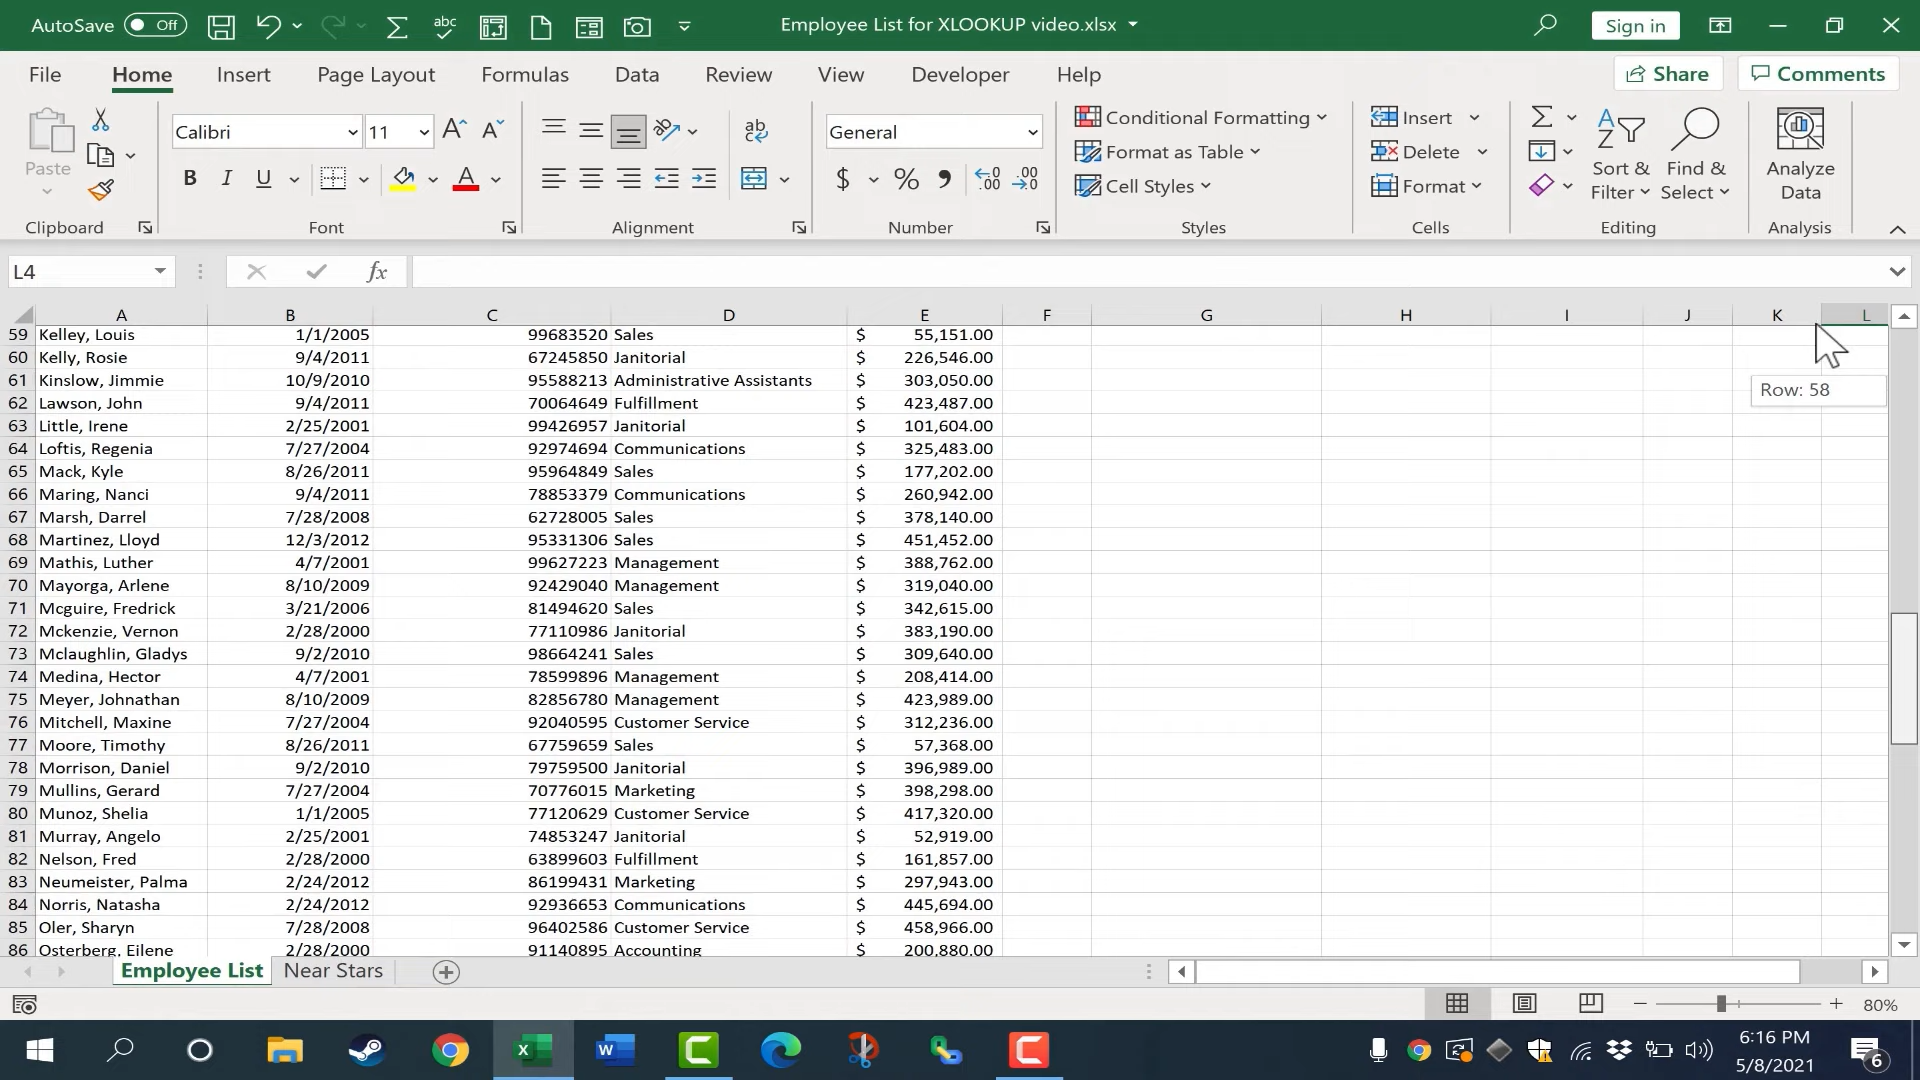 AutoSave Off abc Employee List for XLOOKUP video.xlsx Sign in
File Home Insert Page Layout Formulas Data Review View Developer Help Share Comments
Paste Calibri 11 A A ab General Conditional Formatting Insert Sort & Filter Find & Select Analyze Data
Format as Table Delete
B I U A $ % , .00 .00 Cell Styles Format
Clipboard Font Alignment Number Styles Cells Editing Analysis
L4 fx
A B C D E F G H I J K L
59 Kelley, Louis 1/1/2005 99683520 Sales $ 55,151.00
60 Kelly, Rosie 9/4/2011 67245850 Janitorial $ 226,546.00
61 Kinslow, Jimmie 10/9/2010 95588213 Administrative Assistants $ 303,050.00
Row: 58
62 Lawson, John 9/4/2011 70064649 Fulfillment $ 423,487.00
63 Little, Irene 2/25/2001 99426957 Janitorial $ 101,604.00
64 Loftis, Regenia 7/27/2004 92974694 Communications $ 325,483.00
65 Mack, Kyle 8/26/2011 95964849 Sales $ 177,202.00
66 Maring, Nanci 9/4/2011 78853379 Communications $ 260,942.00
67 Marsh, Darrel 7/28/2008 62728005 Sales $ 378,140.00
68 Martinez, Lloyd 12/3/2012 95331306 Sales $ 451,452.00
69 Mathis, Luther 4/7/2001 99627223 Management $ 388,762.00
70 Mayorga, Arlene 8/10/2009 92429040 Management $ 319,040.00
71 Mcguire, Fredrick 3/21/2006 81494620 Sales $ 342,615.00
72 Mckenzie, Vernon 2/28/2000 77110986 Janitorial $ 383,190.00
73 Mclaughlin, Gladys 9/2/2010 98664241 Sales $ 309,640.00
74 Medina, Hector 4/7/2001 78599896 Management $ 208,414.00
75 Meyer, Johnathan 8/10/2009 82856780 Management $ 423,989.00
76 Mitchell, Maxine 7/27/2004 92040595 Customer Service $ 312,236.00
77 Moore, Timothy 8/26/2011 67759659 Sales $ 57,368.00
78 Morrison, Daniel 9/2/2010 79759500 Janitorial $ 396,989.00
79 Mullins, Gerard 7/27/2004 70776015 Marketing $ 398,298.00
80 Munoz, Shelia 1/1/2005 77120629 Customer Service $ 417,320.00
81 Murray, Angelo 2/25/2001 74853247 Janitorial $ 52,919.00
82 Nelson, Fred 2/28/2000 63899603 Fulfillment $ 161,857.00
83 Neumeister, Palma 2/24/2012 86199431 Marketing $ 297,943.00
84 Norris, Natasha 2/24/2012 92936653 Communications $ 445,694.00
85 Oler, Sharyn 7/28/2008 96402586 Customer Service $ 458,966.00
86 Osterberg, Eilene 2/28/2000 91140895 Accounting $ 200,880.00
Employee List Near Stars
80%
6:16 PM
5/8/2021 6